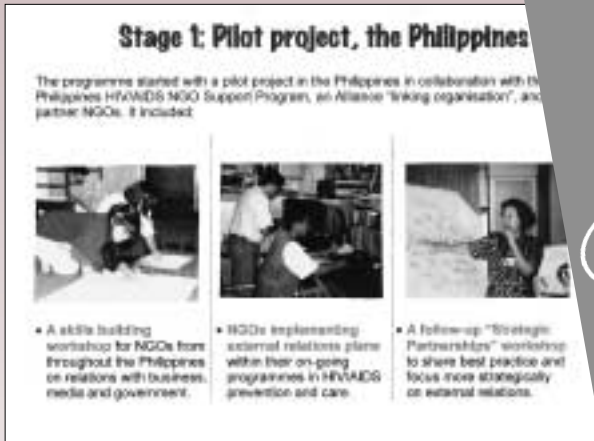 Stage 1: Pilot project, the Philippines
The programme started with a pilot project in the Philippines in collaboration with
Philippines HIV/AIDS NGO Support Program, an Alliance "linking organisation", and
partner NGOs. It included:
• A skills building
workshop for NGOs from
throughout the Philippines
on relations with business,
media and government.
• NGOs implementing
external relations plans
within their on-going
programmes in HIV/AIDS
prevention and care.
• A follow-up "Strategic
Partnerships" workshop
to share best practice and
focus more strategically
on external relations.